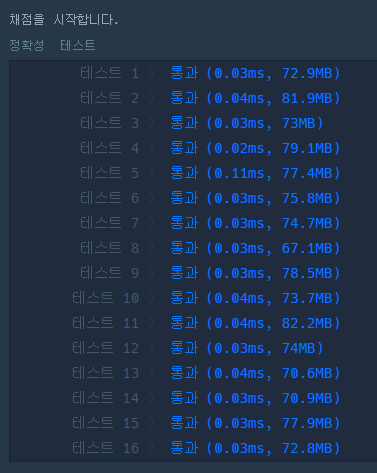 채점을 시작합니다.
정확성 테스트
테스트 1 〉 통과 (0.03ms, 72.9MB)
테스트 2 〉 통과 (0.04ms, 81.9MB)
테스트 3 〉 통과 (0.03ms, 73MB)
테스트 4 〉 통과 (0.02ms, 79.1MB)
테스트 5 〉 통과 (0.11ms, 77.4MB)
테스트 6 〉 통과 (0.03ms, 75.8MB)
테스트 7 〉 통과 (0.03ms, 74.7MB)
테스트 8 〉 통과 (0.03ms, 67.1MB)
테스트 9 〉 통과 (0.03ms, 78.5MB)
테스트 10 〉 통과 (0.04ms, 73.7MB)
테스트 11 〉 통과 (0.04ms, 82.2MB)
테스트 12 〉 통과 (0.03ms, 74MB)
테스트 13 〉 통과 (0.04ms, 70.6MB)
테스트 14 〉 통과 (0.03ms, 70.9MB)
테스트 15 〉 통과 (0.03ms, 77.9MB)
테스트 16 〉 통과 (0.03ms, 72.8MB)